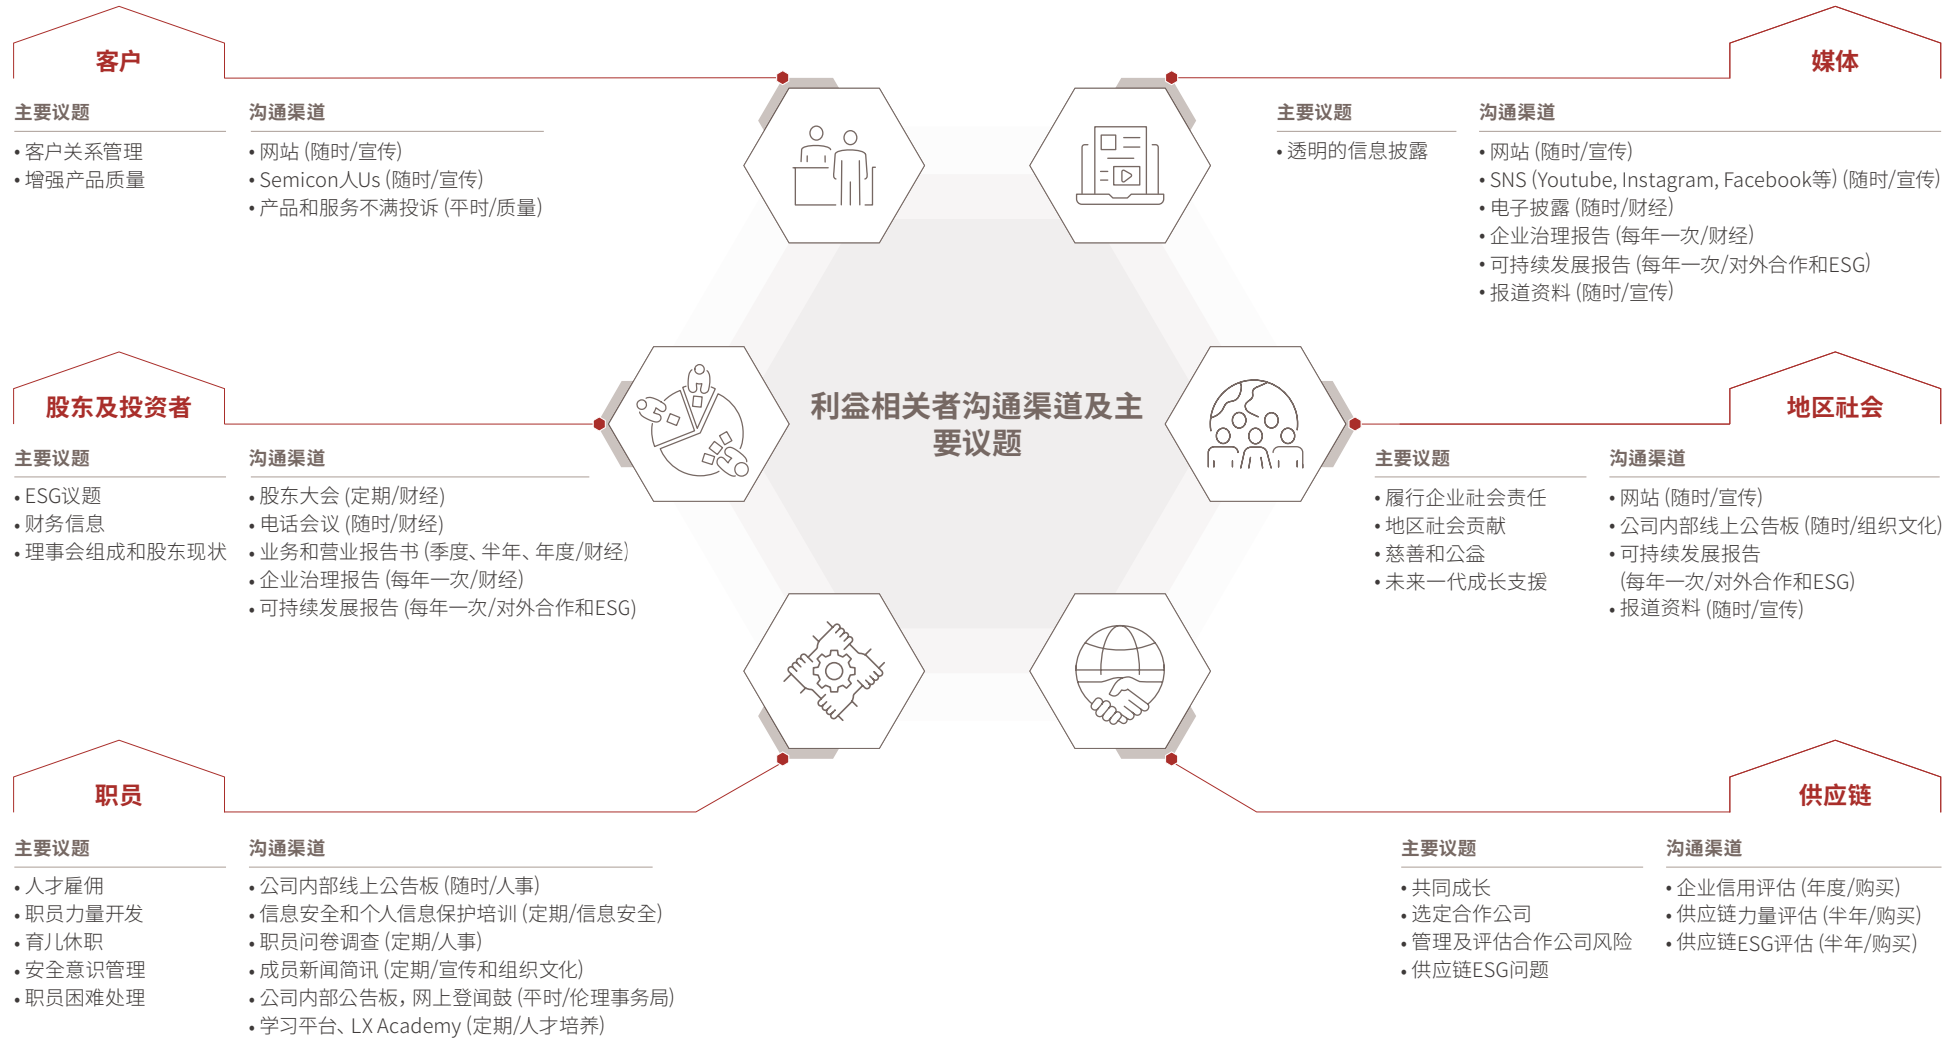 客户
主要议题
• 客户关系管理
• 增强产品质量
沟通渠道
• 网站 (随时/宣传)
• Semicon人Us (随时/宣传)
• 产品和服务不满投诉 (平时/质量)
媒体
主要议题
• 透明的信息披露
沟通渠道
• 网站 (随时/宣传)
• SNS (Youtube, Instagram, Facebook等) (随时/宣传)
• 电子披露 (随时/财经)
• 企业治理报告 (每年一次/财经)
• 可持续发展报告 (每年一次/对外合作和ESG)
• 报道资料 (随时/宣传)
利益相关者沟通渠道及主
要议题
股东及投资者
主要议题
• ESG议题
• 财务信息
• 理事会组成和股东现状
沟通渠道
• 股东大会 (定期/财经)
• 电话会议 (随时/财经)
• 业务和营业报告书 (季度、半年、年度/财经)
• 企业治理报告 (每年一次/财经)
• 可持续发展报告 (每年一次/对外合作和ESG)
地区社会
主要议题
• 履行企业社会责任
• 地区社会贡献
• 慈善和公益
• 未来一代成长支援
沟通渠道
• 网站 (随时/宣传)
• 公司内部线上公告板 (随时/组织文化)
• 可持续发展报告
(每年一次/对外合作和ESG)
• 报道资料 (随时/宣传)
职员
主要议题
• 人才雇佣
• 职员力量开发
• 育儿休职
• 安全意识管理
• 职员困难处理
沟通渠道
• 公司内部线上公告板 (随时/人事)
• 信息安全和个人信息保护培训 (定期/信息安全)
• 职员问卷调查 (定期/人事)
• 成员新闻简讯 (定期/宣传和组织文化)
• 公司内部公告板, 网上登闻鼓 (平时/伦理事务局)
• 学习平台、LX Academy (定期/人才培养)
供应链
主要议题
• 共同成长
• 选定合作公司
• 管理及评估合作公司风险
• 供应链ESG问题
沟通渠道
• 企业信用评估 (年度/购买)
• 供应链力量评估 (半年/购买)
• 供应链ESG评估 (半年/购买)